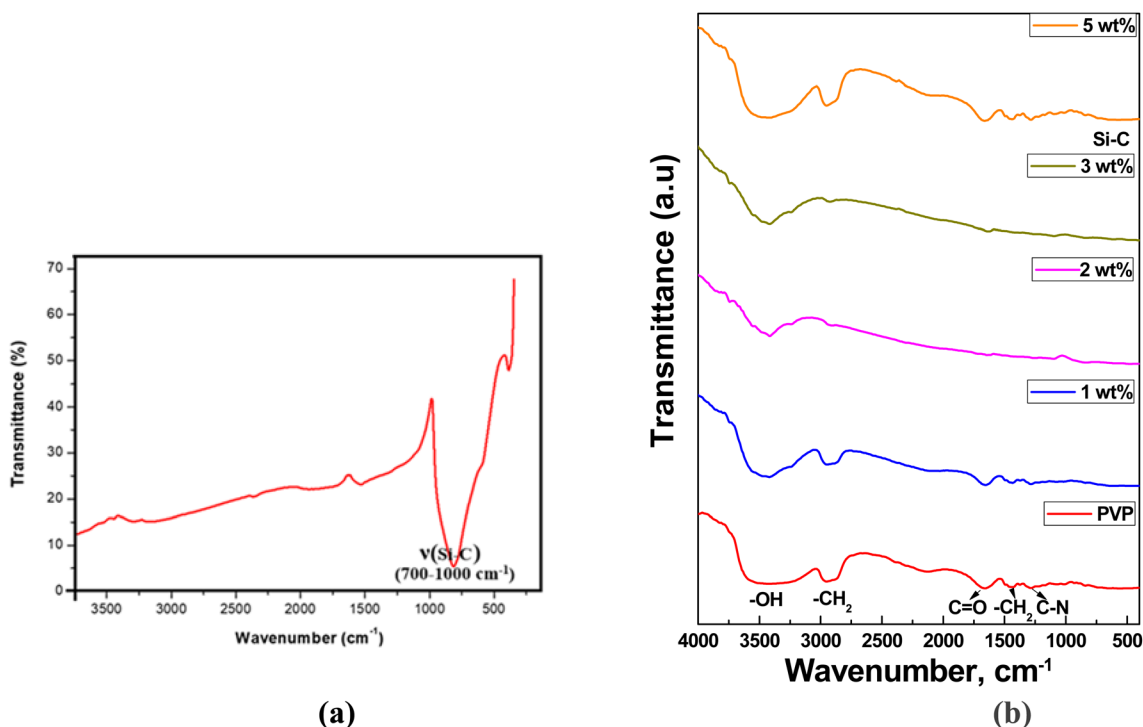 Transmittance (%)
70
60
50
40
30
20
10
0
ν(Si-C)
(700-1000 cm⁻¹)
3500 3000 2500 2000 1500 1000 500
Wavenumber (cm⁻¹)
(a)
Transmittance (a.u)
5 wt%
Si-C
3 wt%
2 wt%
1 wt%
PVP
-OH -CH₂ C=O -CH₂ C-N
4000 3500 3000 2500 2000 1500 1000 500
Wavenumber, cm⁻¹
(b)